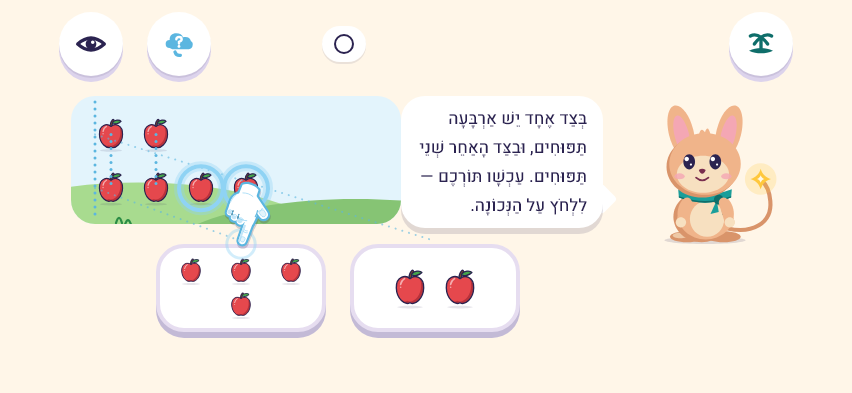 בְּצַד אֶחָד יֵשׁ אַרְבָּעָה
תַּפּוּחִים, וּבַצַּד הָאַחֵר שְׁנֵי
תַּפּוּחִים. עַכְשָׁו תּוֹרְכֶם –
לִלְחֹץ עַל הַנְּכוֹנָה.